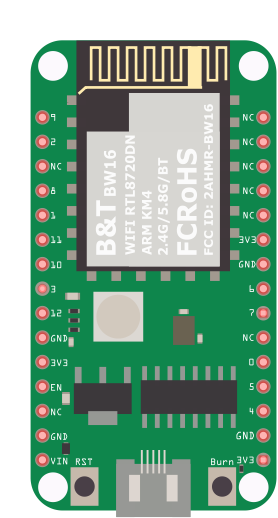 9
2
NC
8
1
11
10
3
12
GND
3V3
EN
NC
GND
VIN
B&T BW16
WIFI RTL8720DN
ARM KM4
2.4G/5.8G/BT
FCRoHS
FCC ID: 2AHMR-BW16
NC
NC
NC
NC
NC
3V3
GND
6
7
NC
0
5
4
GND
3V3
RST
Burn